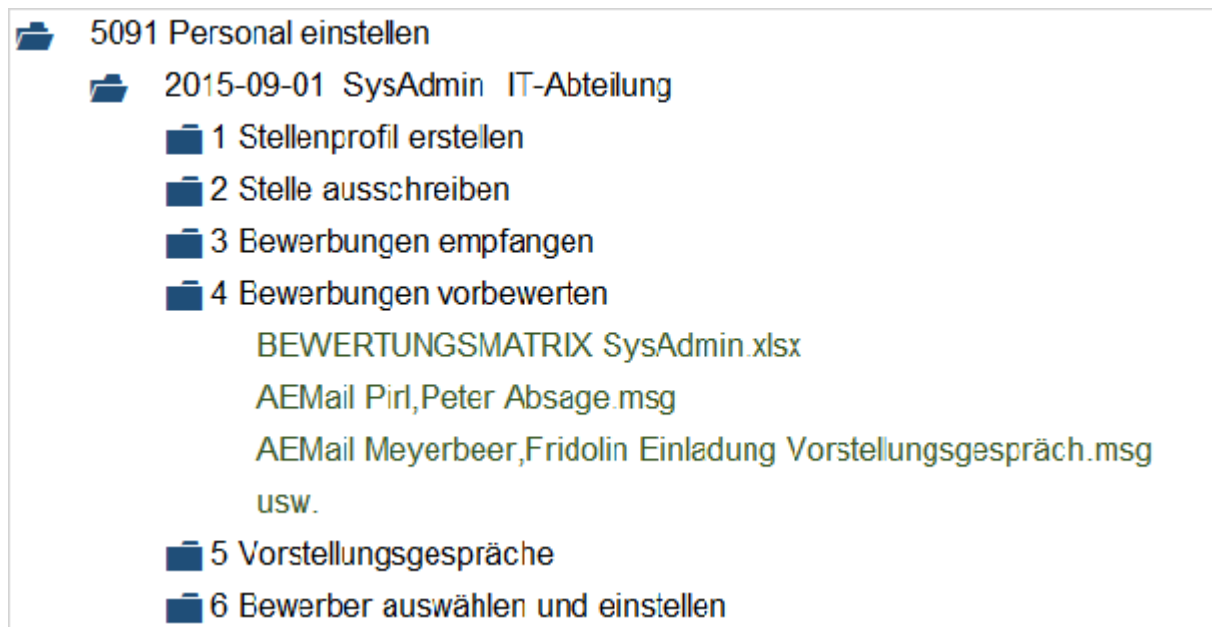 5091 Personal einstellen
2015-09-01 SysAdmin IT-Abteilung
1 Stellenprofil erstellen
2 Stelle ausschreiben
3 Bewerbungen empfangen
4 Bewerbungen vorbewerten
BEWERTUNGSMATRIX SysAdmin.xlsx
AEMail Pirl,Peter Absage.msg
AEMail Meyerbeer,Fridolin Einladung Vorstellungsgespräch.msg
usw.
5 Vorstellungsgespräche
6 Bewerber auswählen und einstellen